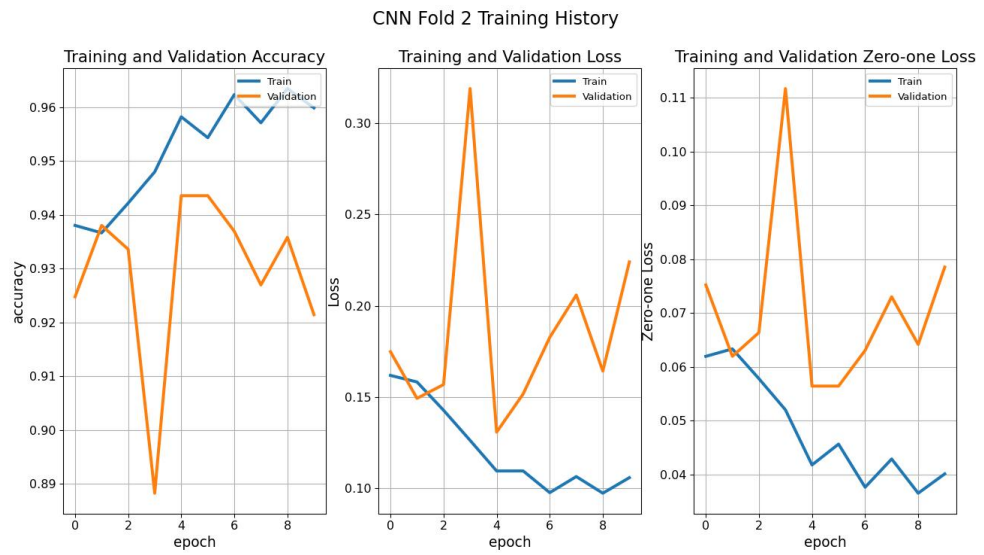 CNN Fold 2 Training History
Training and Validation Accuracy
accuracy
0.96
0.95
0.94
0.93
0.92
0.91
0.90
0.89
0 2 4 6 8
epoch
Train
Validation
Training and Validation Loss
Loss
0.30
0.25
0.20
0.15
0.10
0 2 4 6 8
epoch
Train
Validation
Training and Validation Zero-one Loss
Zero-one Loss
0.11
0.10
0.09
0.08
0.07
0.06
0.05
0.04
0 2 4 6 8
epoch
Train
Validation